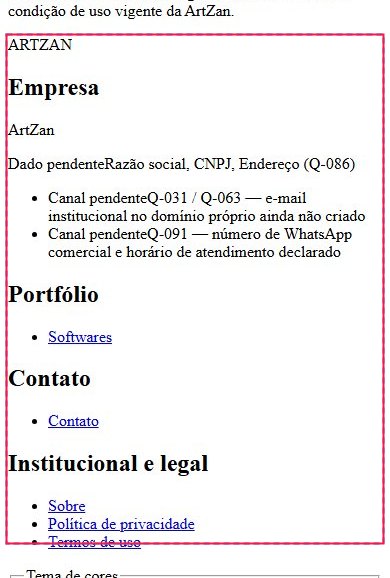 condição de uso vigente da ArtZan.
ARTZAN
Empresa
ArtZan
Dado pendenteRazão social, CNPJ, Endereço (Q-086)
Canal pendenteQ-031 / Q-063 — e-mail
institucional no domínio próprio ainda não criado
Canal pendenteQ-091 — número de WhatsApp
comercial e horário de atendimento declarado
Portfólio
Softwares
Contato
Contato
Institucional e legal
Sobre
Política de privacidade
Termos de uso
Tema de cores